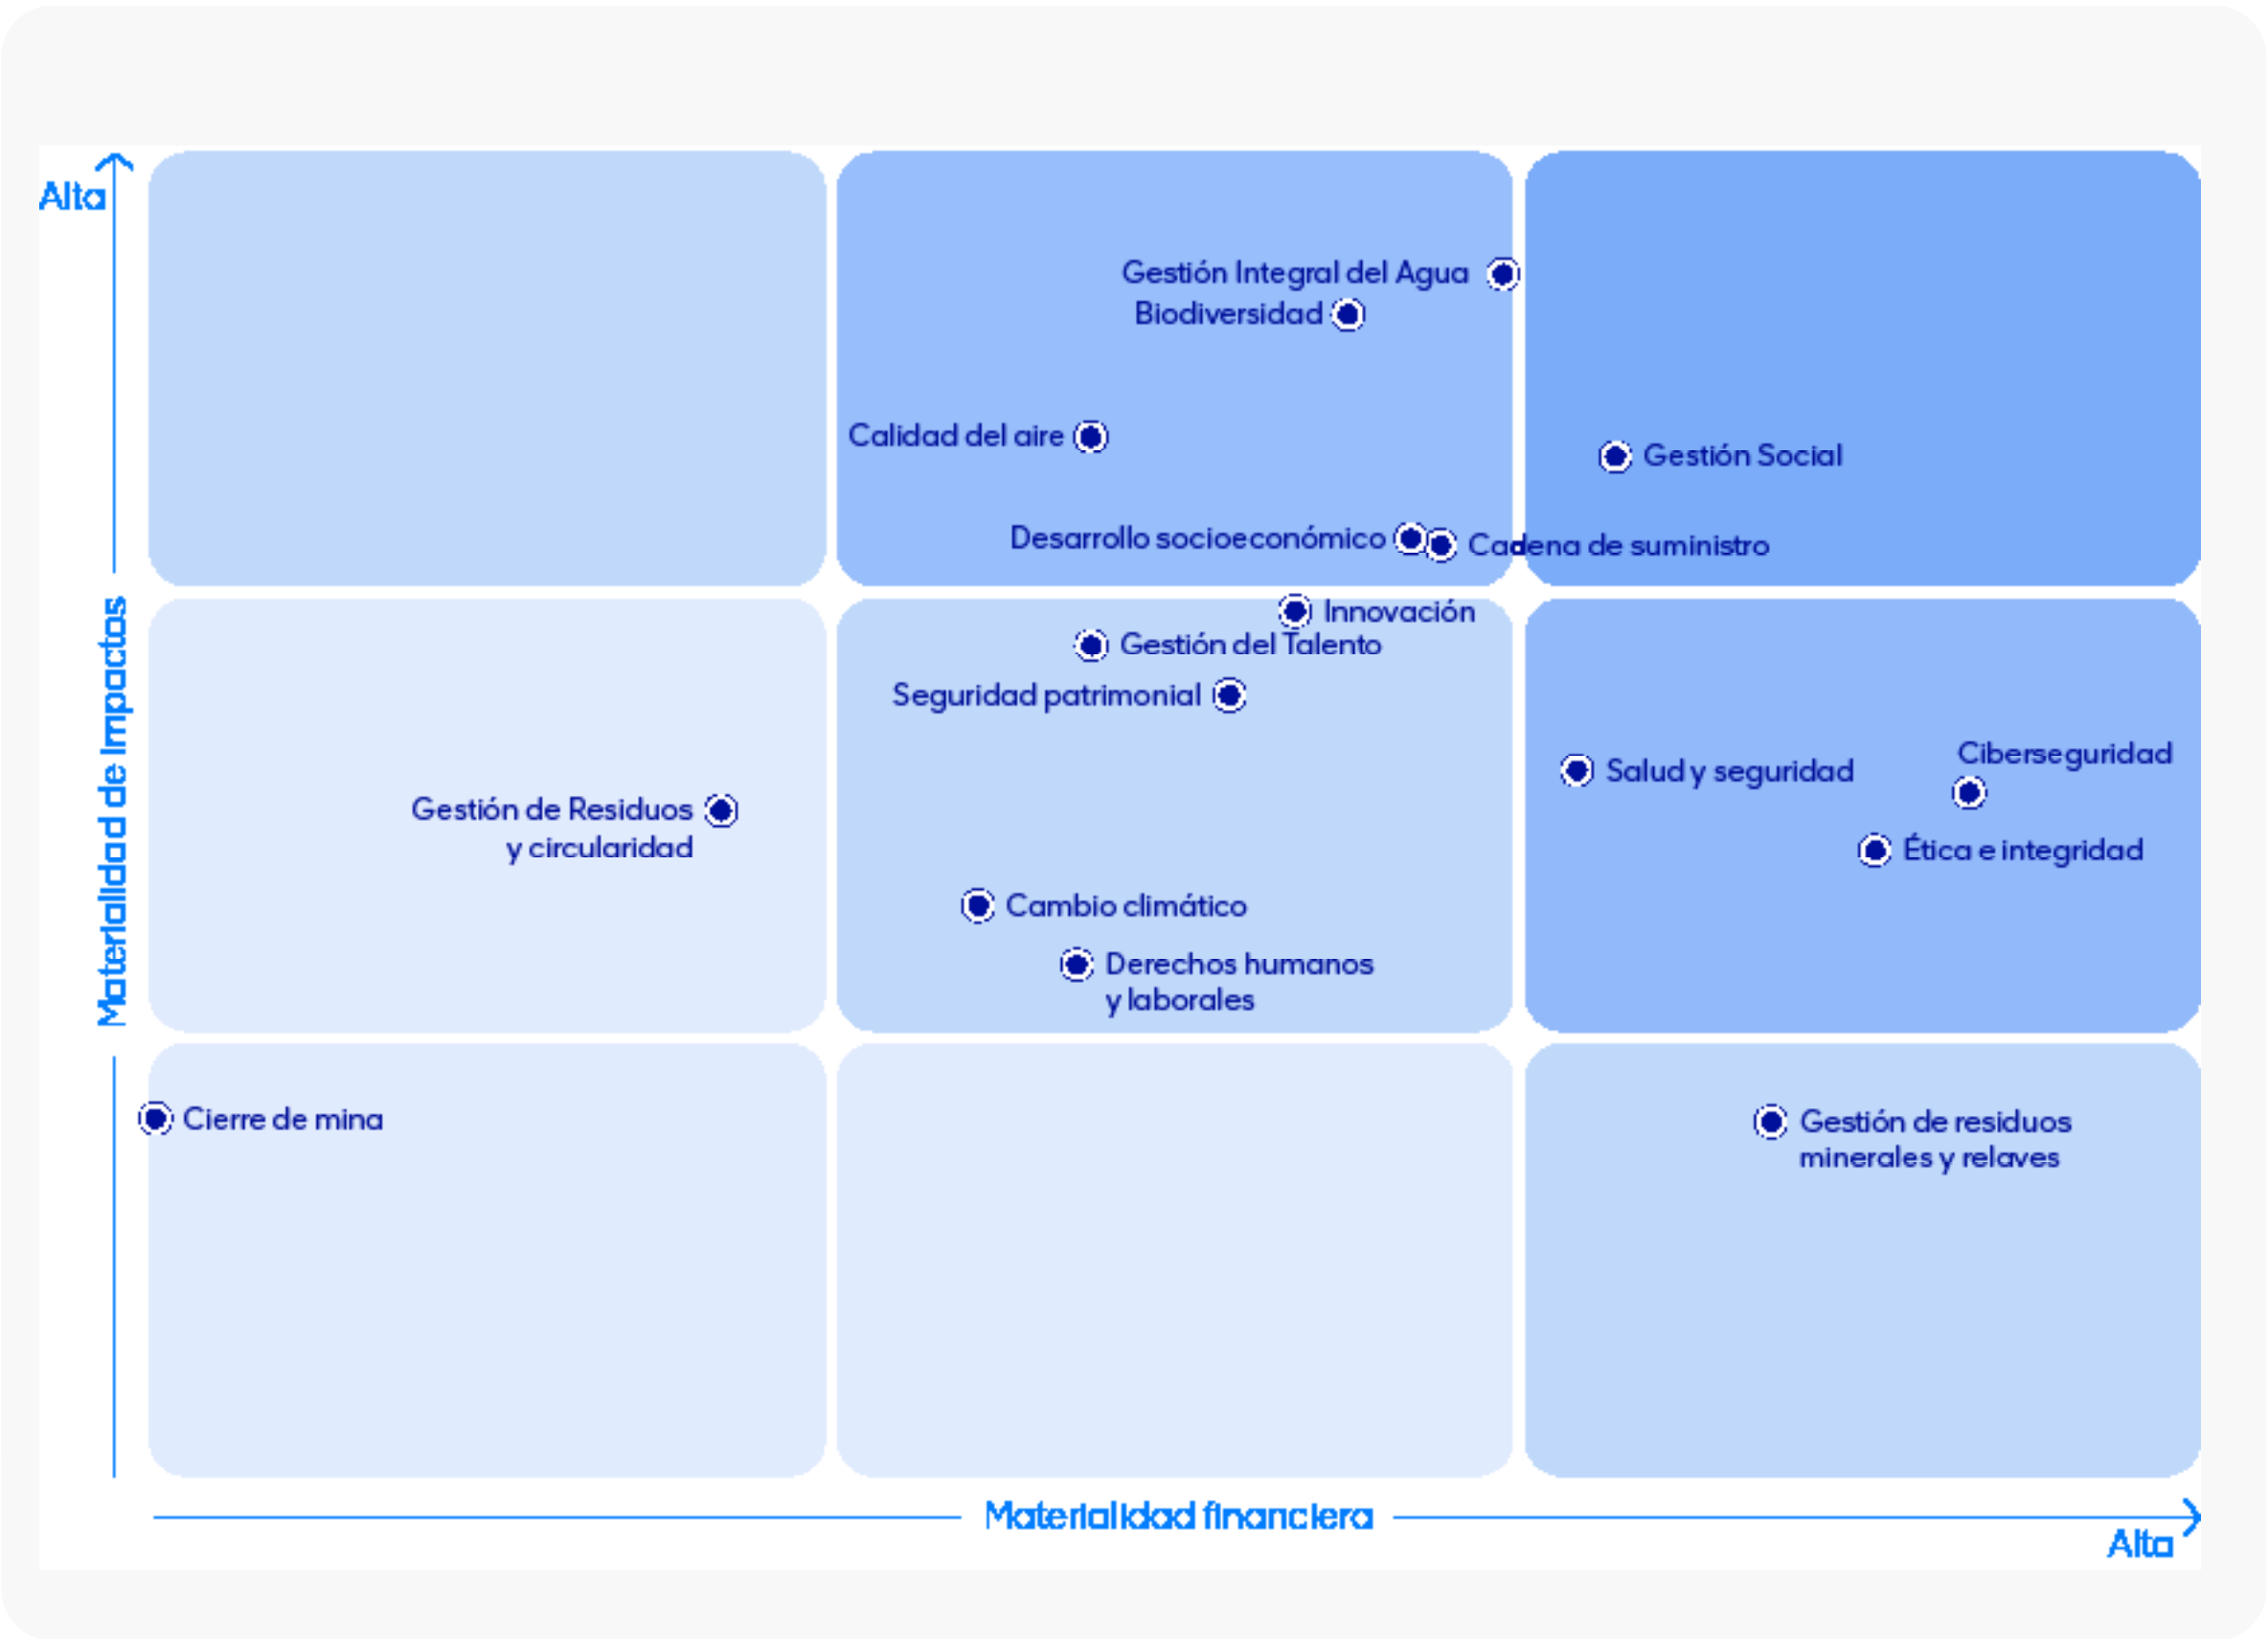 Alta
Gestión Integral del Agua
Biodiversidad
Calidad del aire
Gestión Social
Desarrollo socioeconómico
Cadena de suministro
Materialidad de Impactos
Innovación
Gestión del Talento
Seguridad patrimonial
Ciberseguridad
Salud y seguridad
Gestión de Residuos
y circularidad
Ética e integridad
Cambio climático
Derechos humanos
y laborales
Cierre de mina
Gestión de residuos
minerales y relaves
Materialidad financiera
Alta